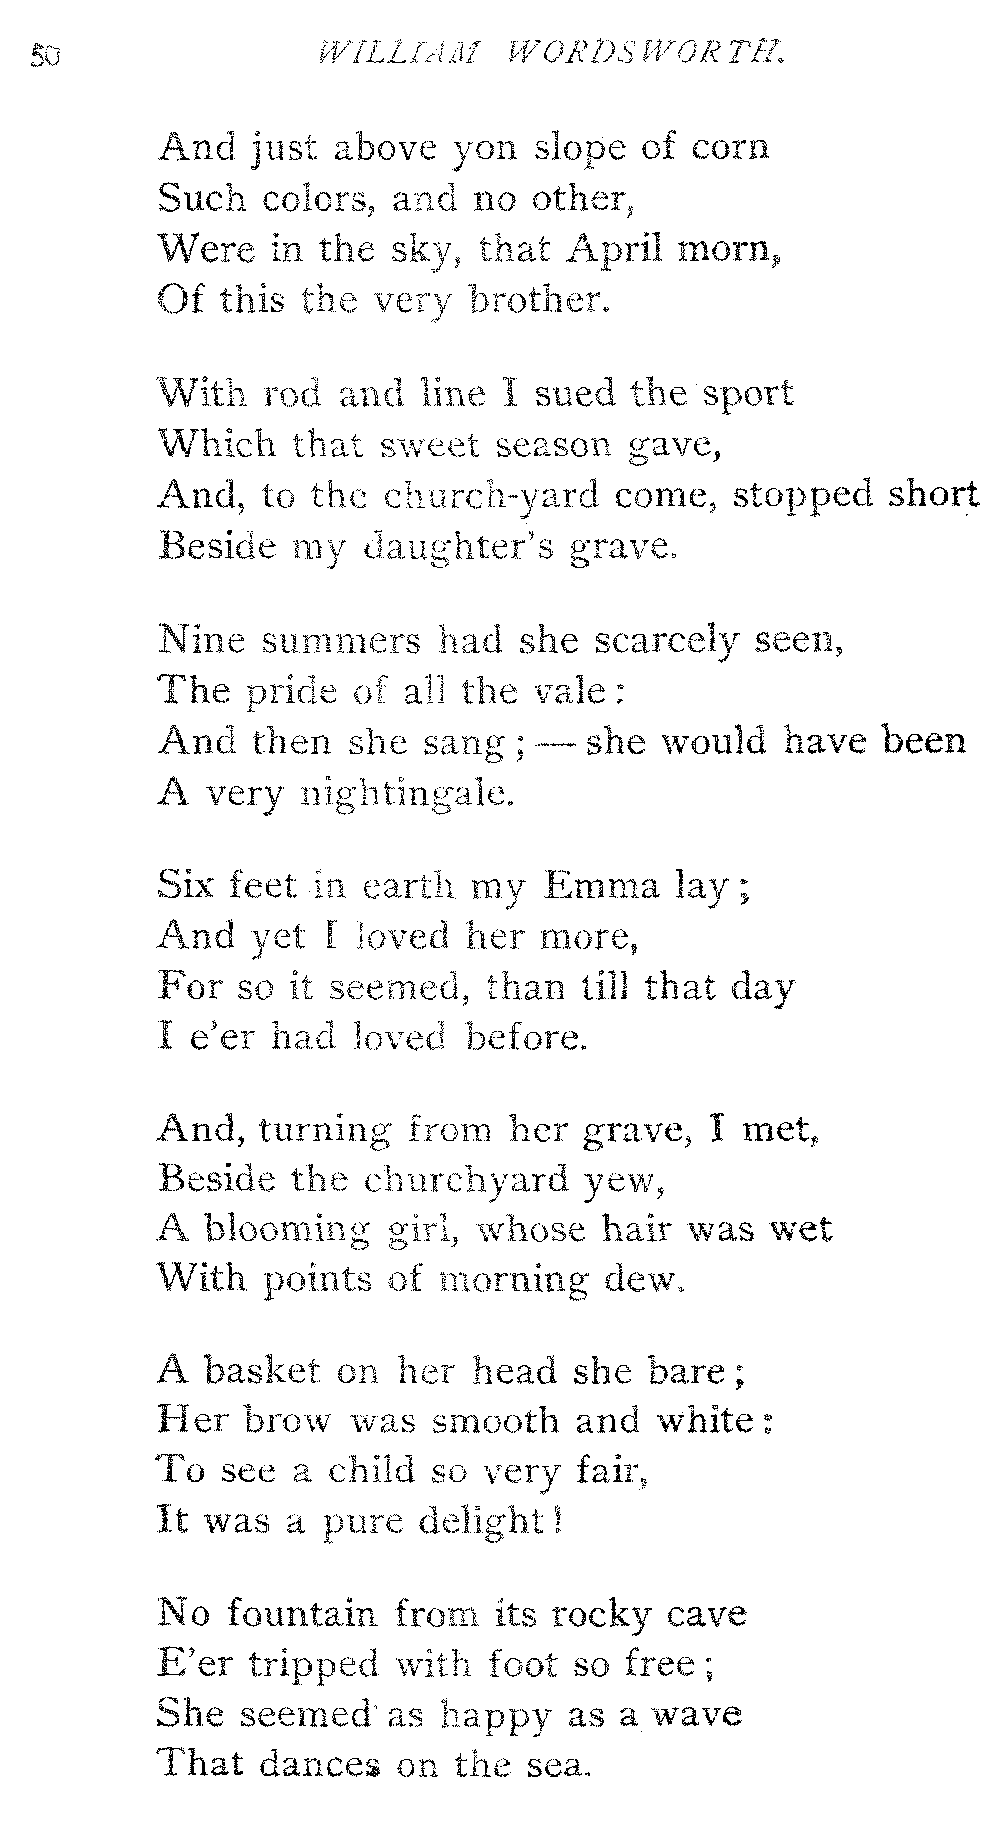 50 WILLIAM WORDSWORTH.
And just above yon slope of corn
Such colors, and no other,
Were in the sky, that April morn,
Of this the very brother.
With rod and line I sued the sport
Which that sweet season gave,
And, to the church-yard come, stopped short
Beside my daughter's grave.
Nine summers had she scarcely seen,
The pride of all the vale:
And then she sang; — she would have been
A very nightingale.
Six feet in earth my Emma lay;
And yet I loved her more,
For so it seemed, than till that day
I e'er had loved before.
And, turning from her grave, I met,
Beside the churchyard yew,
A blooming girl, whose hair was wet
With points of morning dew.
A basket on her head she bare;
Her brow was smooth and white:
To see a child so very fair,
It was a pure delight!
No fountain from its rocky cave
E'er tripped with foot so free;
She seemed as happy as a wave
That dances on the sea.